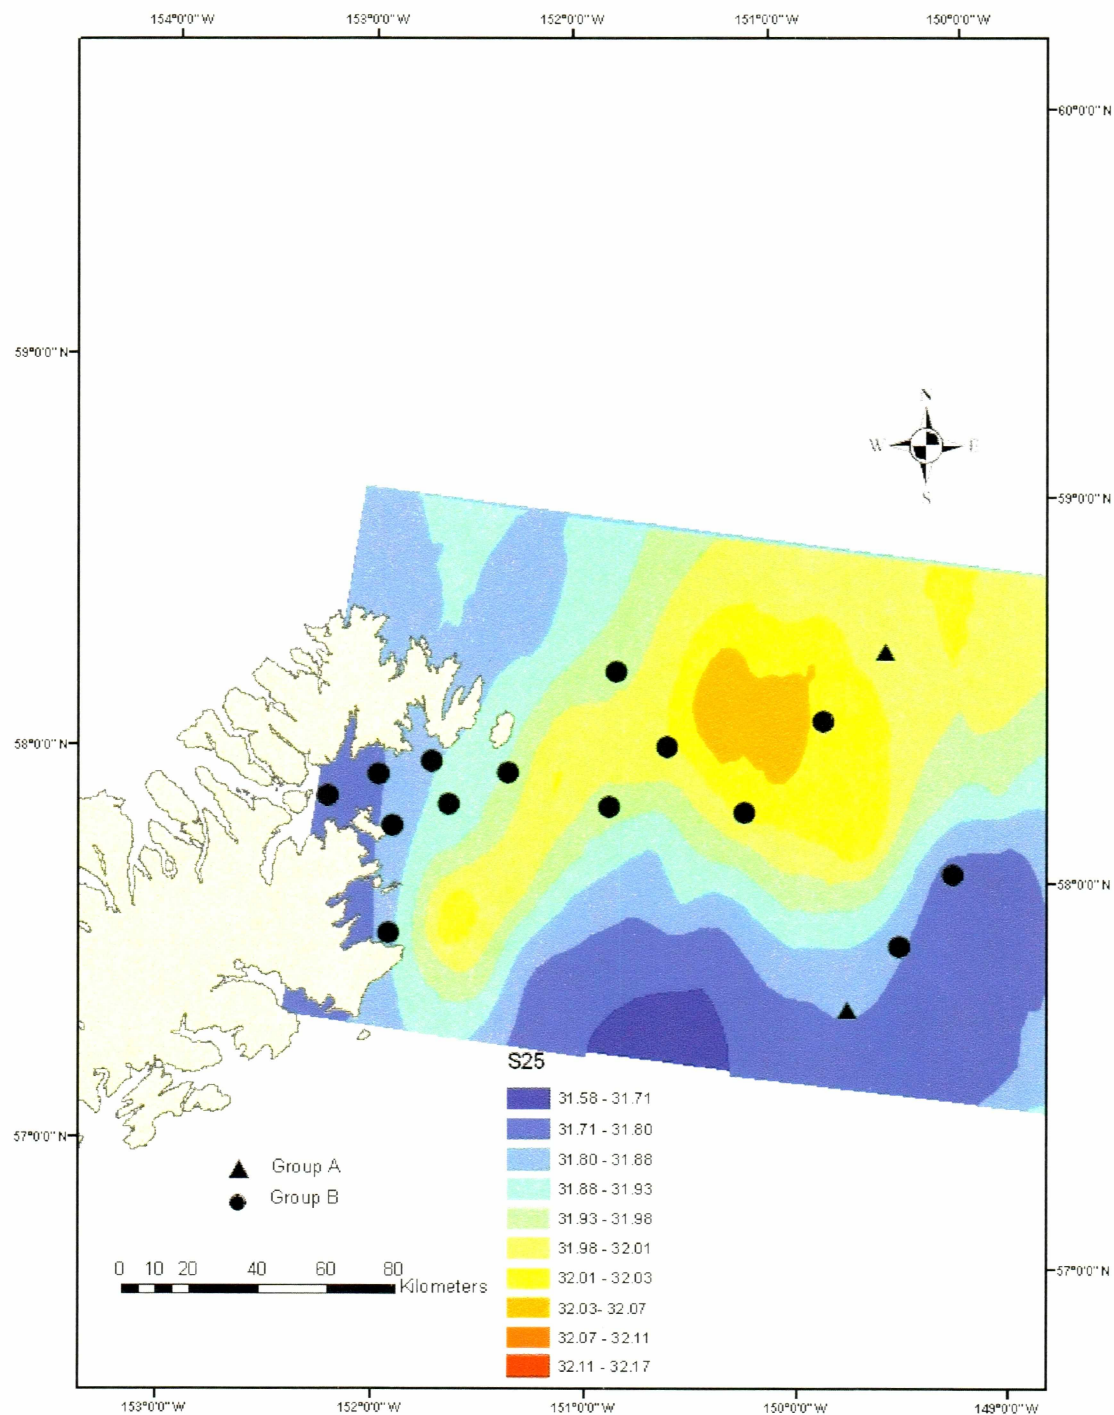 154°0'0"W 153°0'0"W 152°0'0"W 151°0'0"W 150°0'0"W
60°0'0"N
59°0'0"N
N
W E
S
59°0'0"N
58°0'0"N
58°0'0"N
S25
31.58 - 31.71
31.71 - 31.80
57°0'0"N
31.80 - 31.88
Group A
31.88 - 31.93
Group B
31.93 - 31.98
31.98 - 32.01
0 10 20 40 60 80
Kilometers
32.01 - 32.03
57°0'0"N
32.03- 32.07
32.07 - 32.11
32.11 - 32.17
153°0'0"W 152°0'0"W 151°0'0"W 150°0'0"W 149°0'0"W